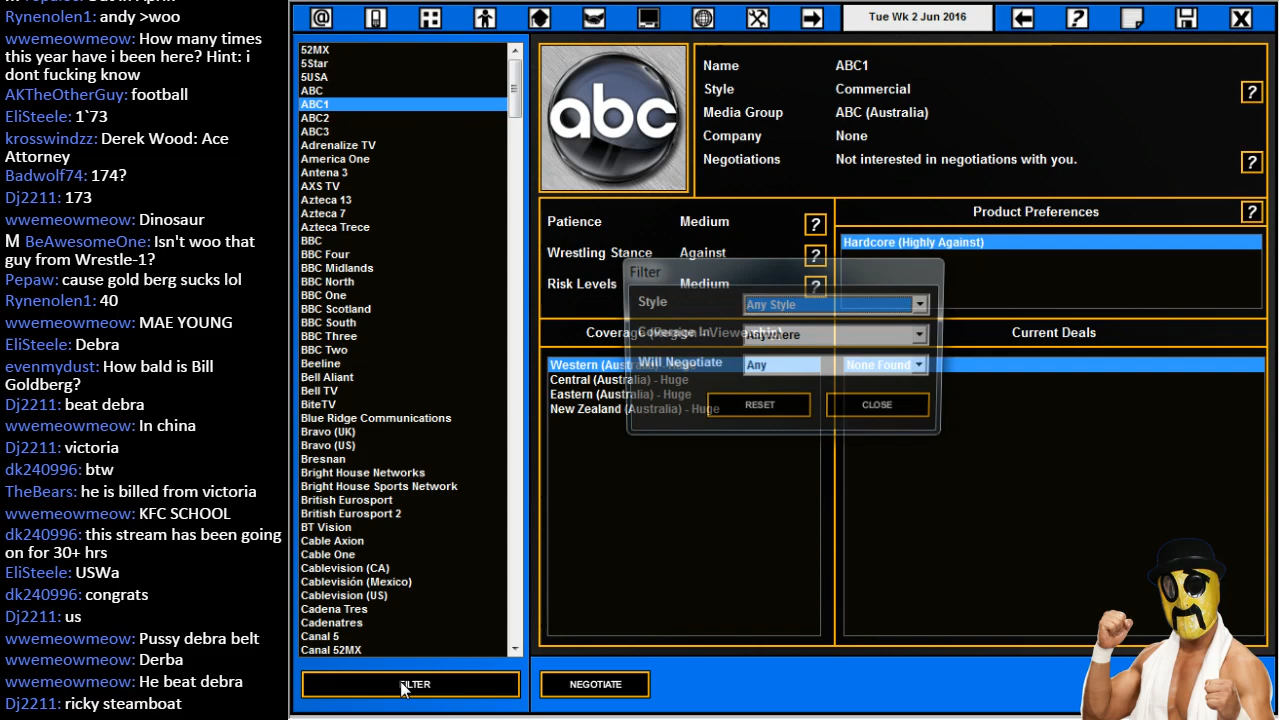 Rynenolen1: andy >woo
wwemeowmeow: How many times
this year have i been here? Hint: i
dont fucking know
AKTheOtherGuy: football
EliSteele: 1`73
krosswindzz: Derek Wood: Ace
Attorney
Badwolf74: 174?
Dj2211: 173
wwemeowmeow: Dinosaur
M BeAwesomeOne: Isn't woo that
guy from Wrestle-1?
Pepaw: cause gold berg sucks lol
Rynenolen1: 40
wwemeowmeow: MAE YOUNG
EliSteele: Debra
evenmydust: How bald is Bill
Goldberg?
Dj2211: beat debra
wwemeowmeow: In china
Dj2211: victoria
dk240996: btw
TheBears: he is billed from victoria
wwemeowmeow: KFC SCHOOL
dk240996: this stream has been going
on for 30+ hrs
EliSteele: USWa
dk240996: congrats
Dj2211: us
wwemeowmeow: Pussy debra belt
wwemeowmeow: Derba
wwemeowmeow: He beat debra
Dj2211: ricky steamboat
Tue Wk 2 Jun 2016
52MX
5Star
5USA
ABC
ABC1
ABC2
ABC3
Adrenalize TV
America One
Antena 3
AXS TV
Azteca 13
Azteca 7
Azteca Trece
BBC
BBC Four
BBC Midlands
BBC North
BBC One
BBC Scotland
BBC South
BBC Three
BBC Two
Beeline
Bell Aliant
Bell TV
BiteTV
Blue Ridge Communications
Bravo (UK)
Bravo (US)
Bresnan
Bright House Networks
Bright House Sports Network
British Eurosport
British Eurosport 2
BT Vision
Cable Axion
Cable One
Cablevision (CA)
Cablevisión (Mexico)
Cablevision (US)
Cadena Tres
Cadenatres
Canal 5
Canal 52MX
FILTER
abc
Name ABC1
Style Commercial
Media Group ABC (Australia)
Company None
Negotiations Not interested in negotiations with you.
Patience Medium
Wrestling Stance Against
Risk Levels Medium
Product Preferences
Hardcore (Highly Against)
Filter
Style Any Style
Coverage In Anywhere
Will Negotiate Any
RESET CLOSE
Coverage (Region - Viewership)
Western (Aus
Central (Australia) - Huge
Eastern (Australia) - Huge
New Zealand (Australia) - Huge
Current Deals
None Found
NEGOTIATE